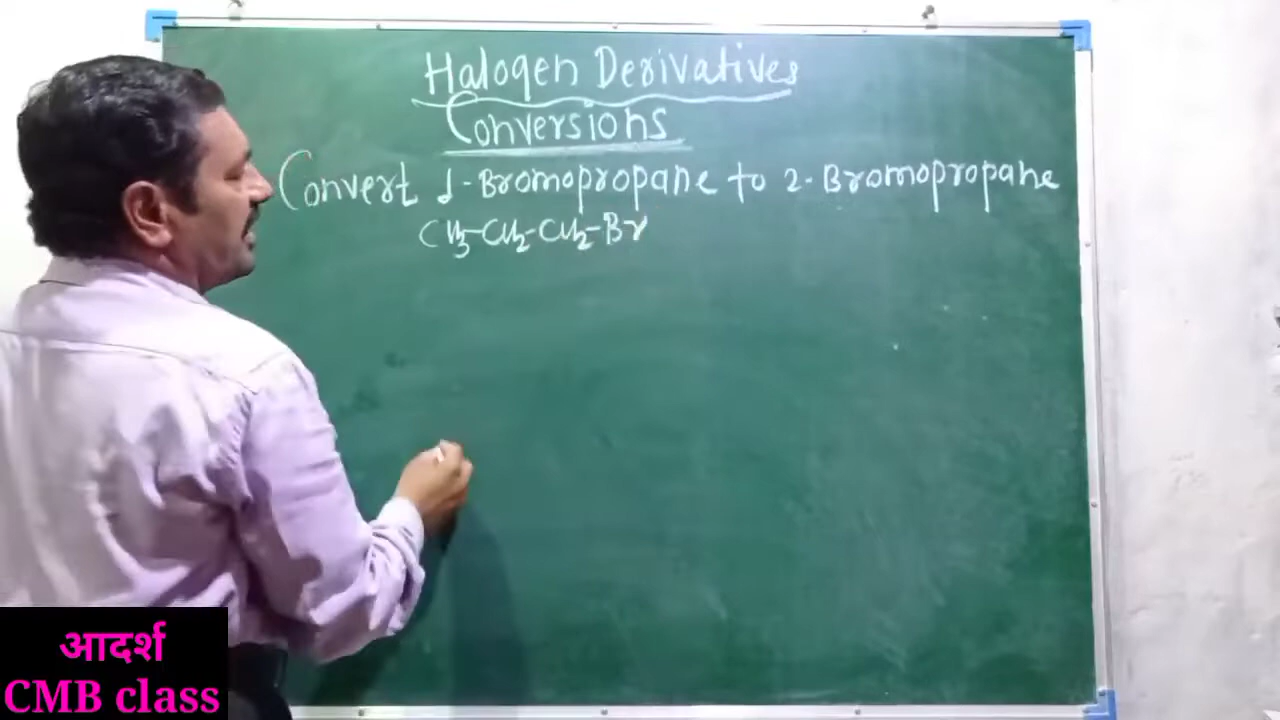 Halogen Derivatives
Conversions
Convert 1-Bromopropane to 2-Bromopropane
CH3-CH2-CH2-Br
आदर्श
CMB class